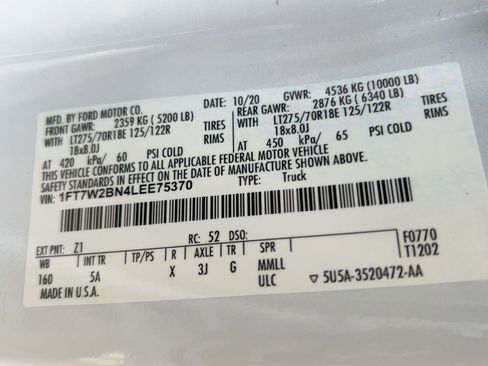 MFD. BY FORD MOTOR CO. DATE: 10/20 GVWR: 4536 KG (10000 LB)
FRONT GAWR: 2359 KG (5200 LB) REAR GAWR: 2876 KG (6340 LB)
WITH LT275/70R18E 125/122R TIRES WITH LT275/70R18E 125/122R TIRES
18x8.0J RIMS 18x8.0J RIMS
AT 420 kPa/ 60 PSI COLD AT 450 kPa/ 65 PSI COLD
THIS VEHICLE CONFORMS TO ALL APPLICABLE FEDERAL MOTOR VEHICLE
SAFETY STANDARDS IN EFFECT ON THE DATE OF MANUFACTURE SHOWN ABOVE.
VIN: 1FT7W2BN4LEE75370 TYPE: Truck
F0770
T1202
EXT PNT: Z1 RC: 52 DSO:
WB INT TR TP/PS R AXLE TR SPR
160 5A X 3J G MMLL
ULC ▽ 5U5A-3520472-AA
MADE IN U.S.A.